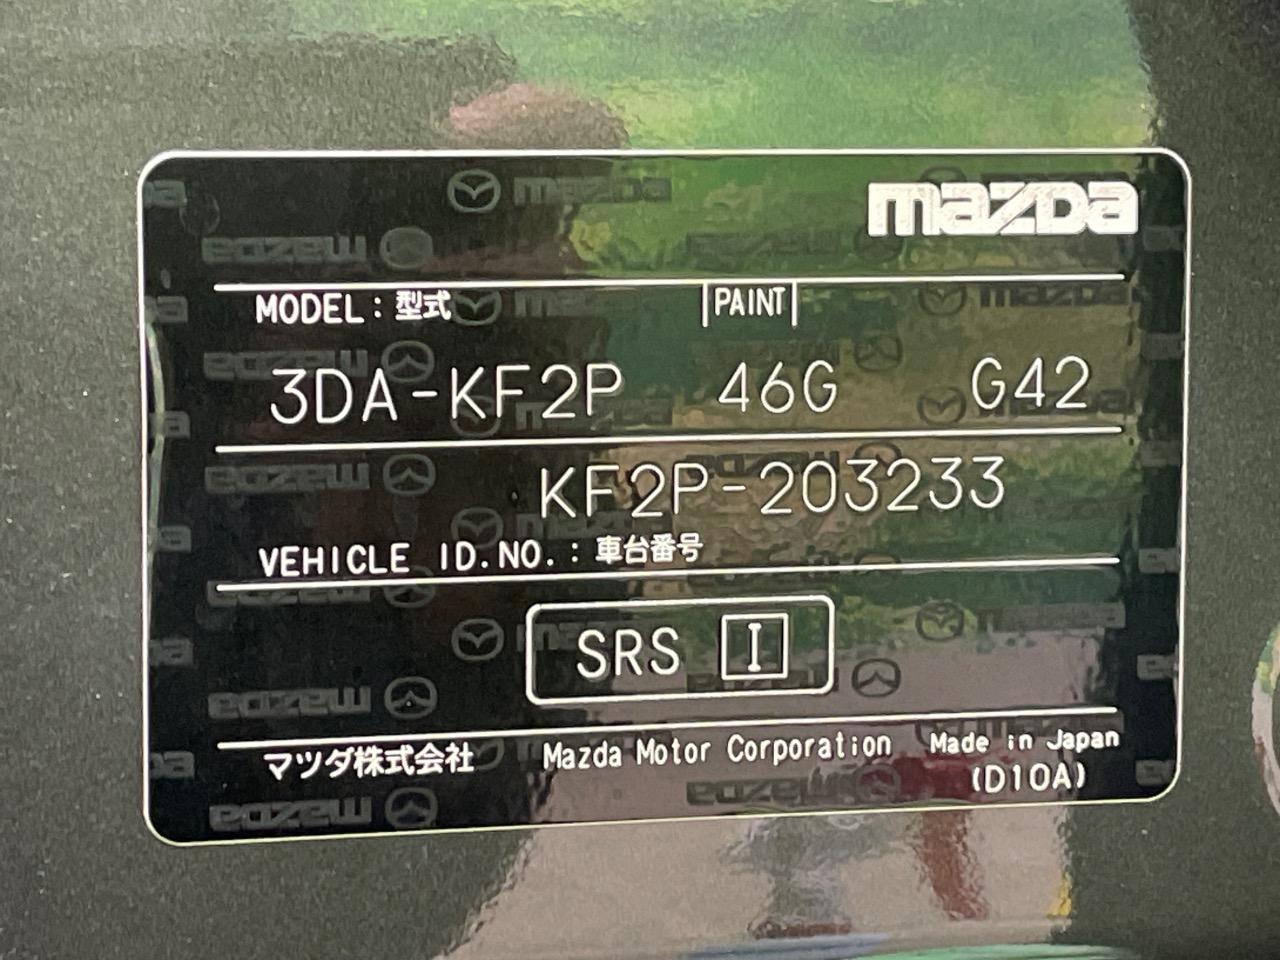 mazda
MODEL : 型式 PAINT
3DA-KF2P 46G G42
KF2P-203233
VEHICLE ID.NO. : 車台番号
SRS I
マツダ株式会社 Mazda Motor Corporation Made in Japan
(D10A)